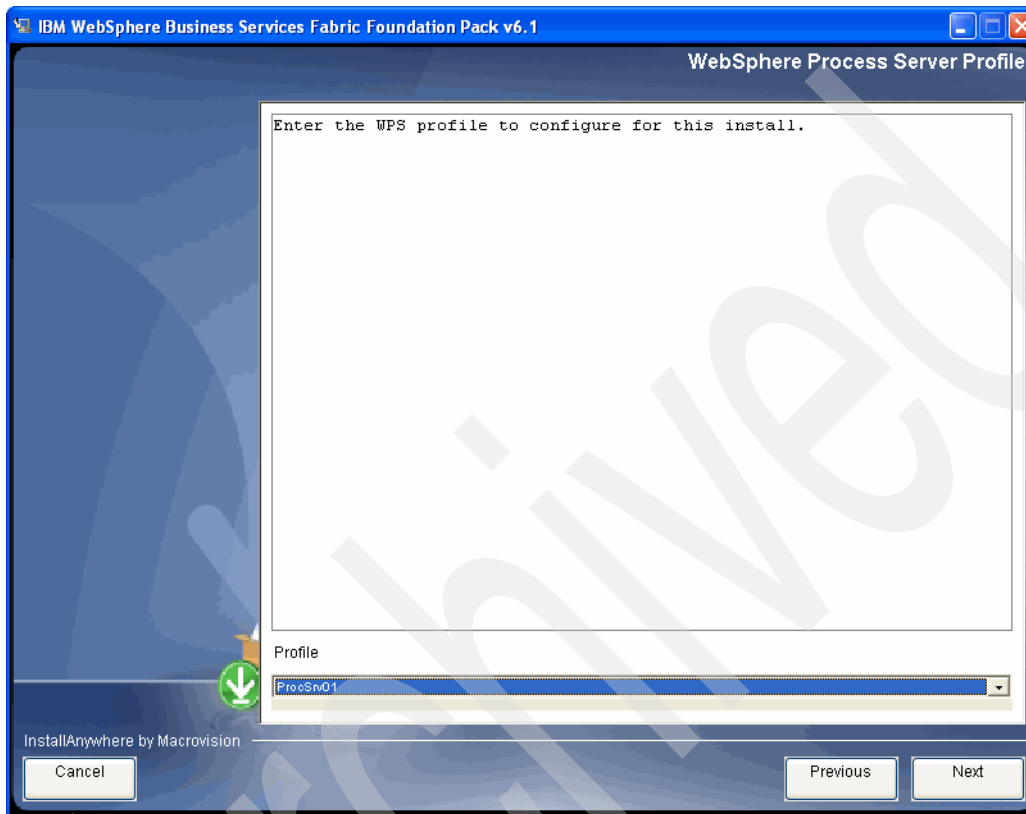 IBM WebSphere Business Services Fabric Foundation Pack v6.1
WebSphere Process Server Profile
Enter the WPS profile to configure for this install.
Profile
ProcSrv01
InstallAnywhere by Macrovision
Cancel
Previous
Next